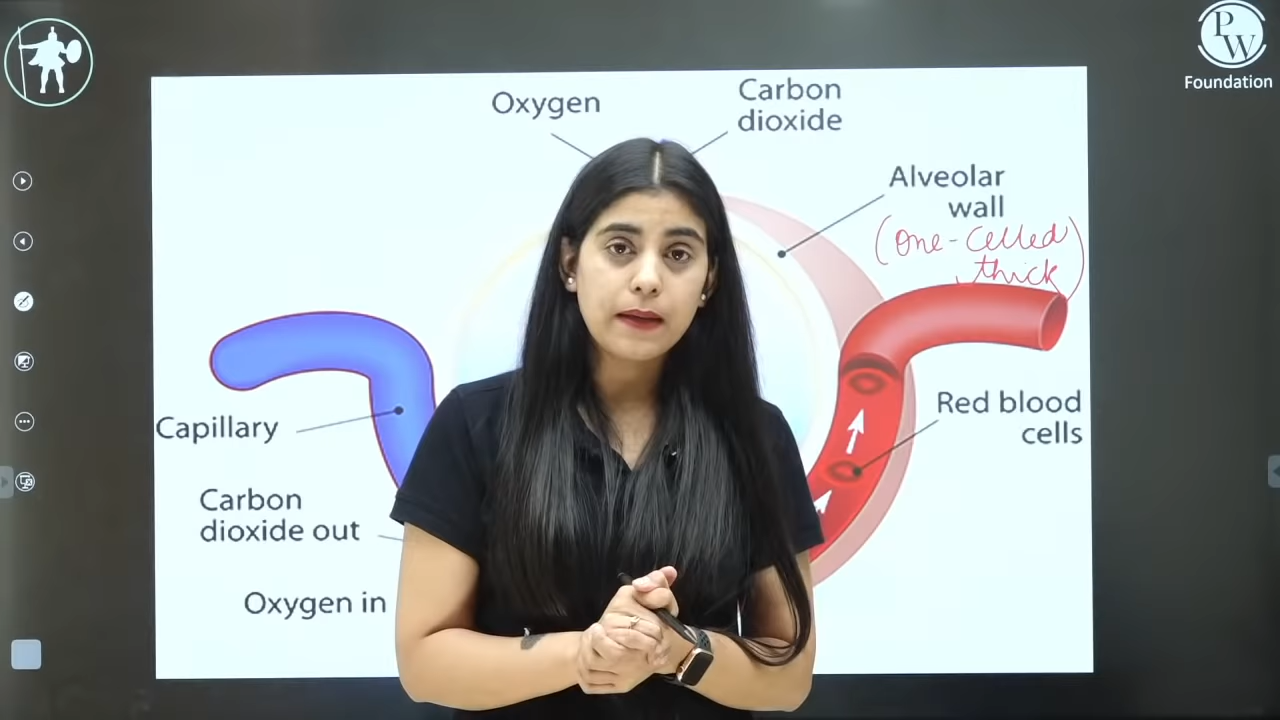 PW
Foundation
Oxygen
Carbon
dioxide
Alveolar
wall
(One-celled
thick)
Capillary
Red blood
cells
Carbon
dioxide out
Oxygen in